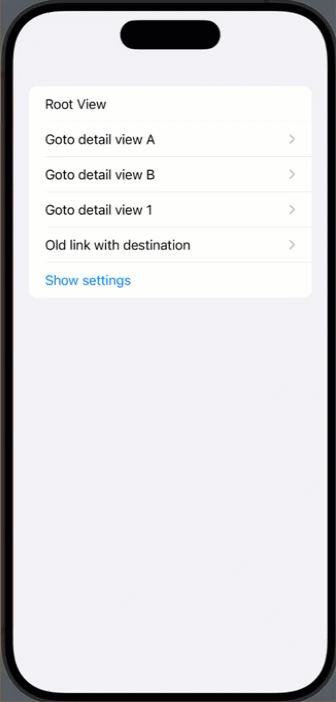 Root View
Goto detail view A
Goto detail view B
Goto detail view 1
Old link with destination
Show settings